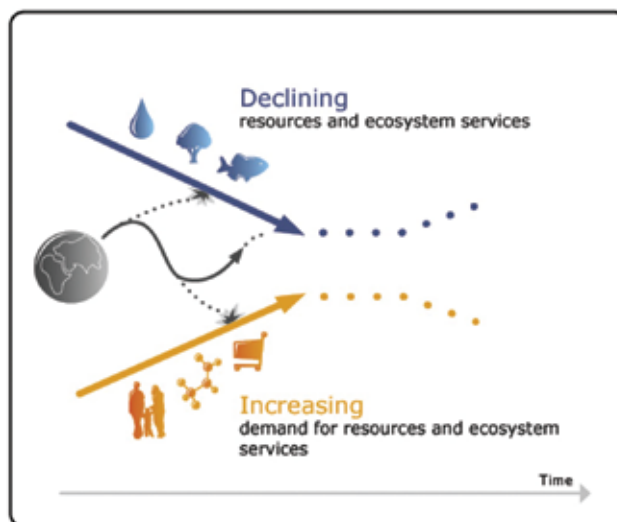 Declining
resources and ecosystem services
Increasing
demand for resources and ecosystem
services
Time